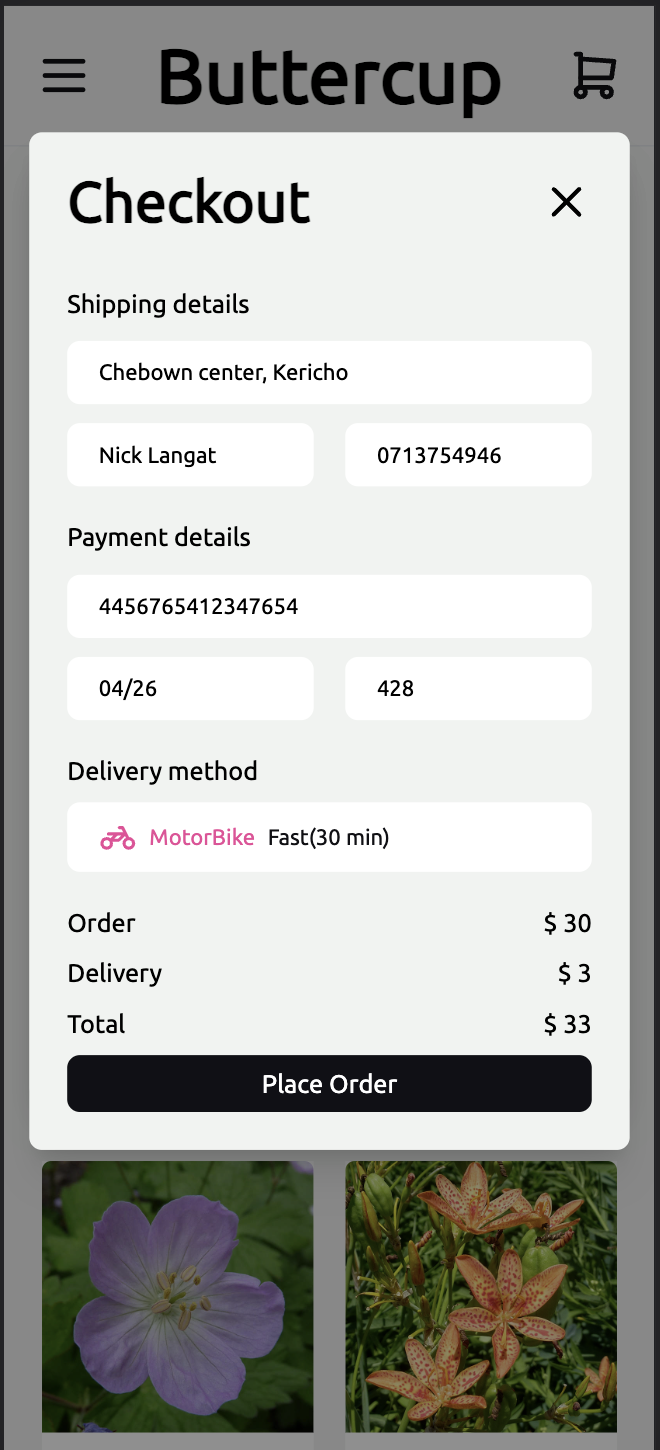 Buttercup
Checkout
Shipping details
Chebown center, Kericho
Nick Langat 0713754946
Payment details
4456765412347654
04/26 428
Delivery method
MotorBike Fast(30 min)
Order $ 30
Delivery $ 3
Total $ 33
Place Order